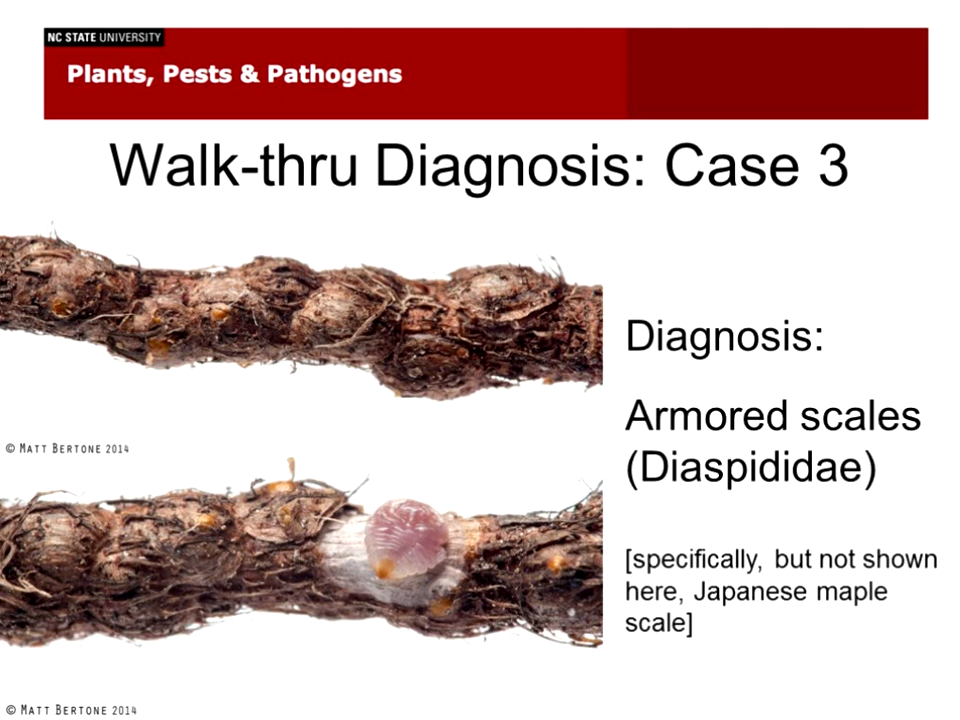 NC STATE UNIVERSITY
Plants, Pests & Pathogens
Walk-thru Diagnosis: Case 3
Diagnosis:
Armored scales
(Diaspididae)
© MATT BERTONE 2014
[specifically, but not shown
here, Japanese maple
scale]
© MATT BERTONE 2014